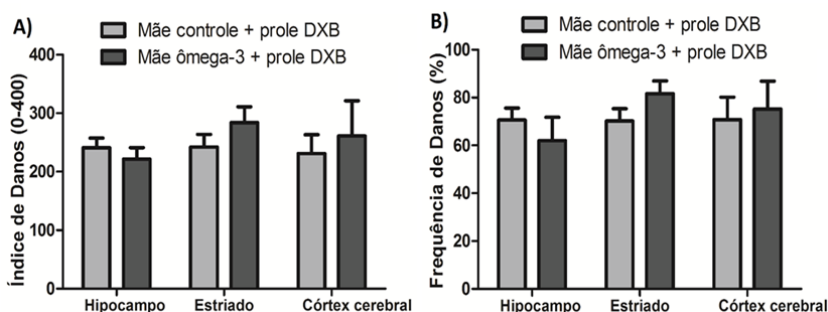 A)
Mãe controle + prole DXB
Mãe ômega-3 + prole DXB
Índice de Danos (0-400)
400
300
200
100
0
Hipocampo Estriado Córtex cerebral
B)
Mãe controle + prole DXB
Mãe ômega-3 + prole DXB
Frequência de Danos (%)
100
80
60
40
20
0
Hipocampo Estriado Córtex cerebral